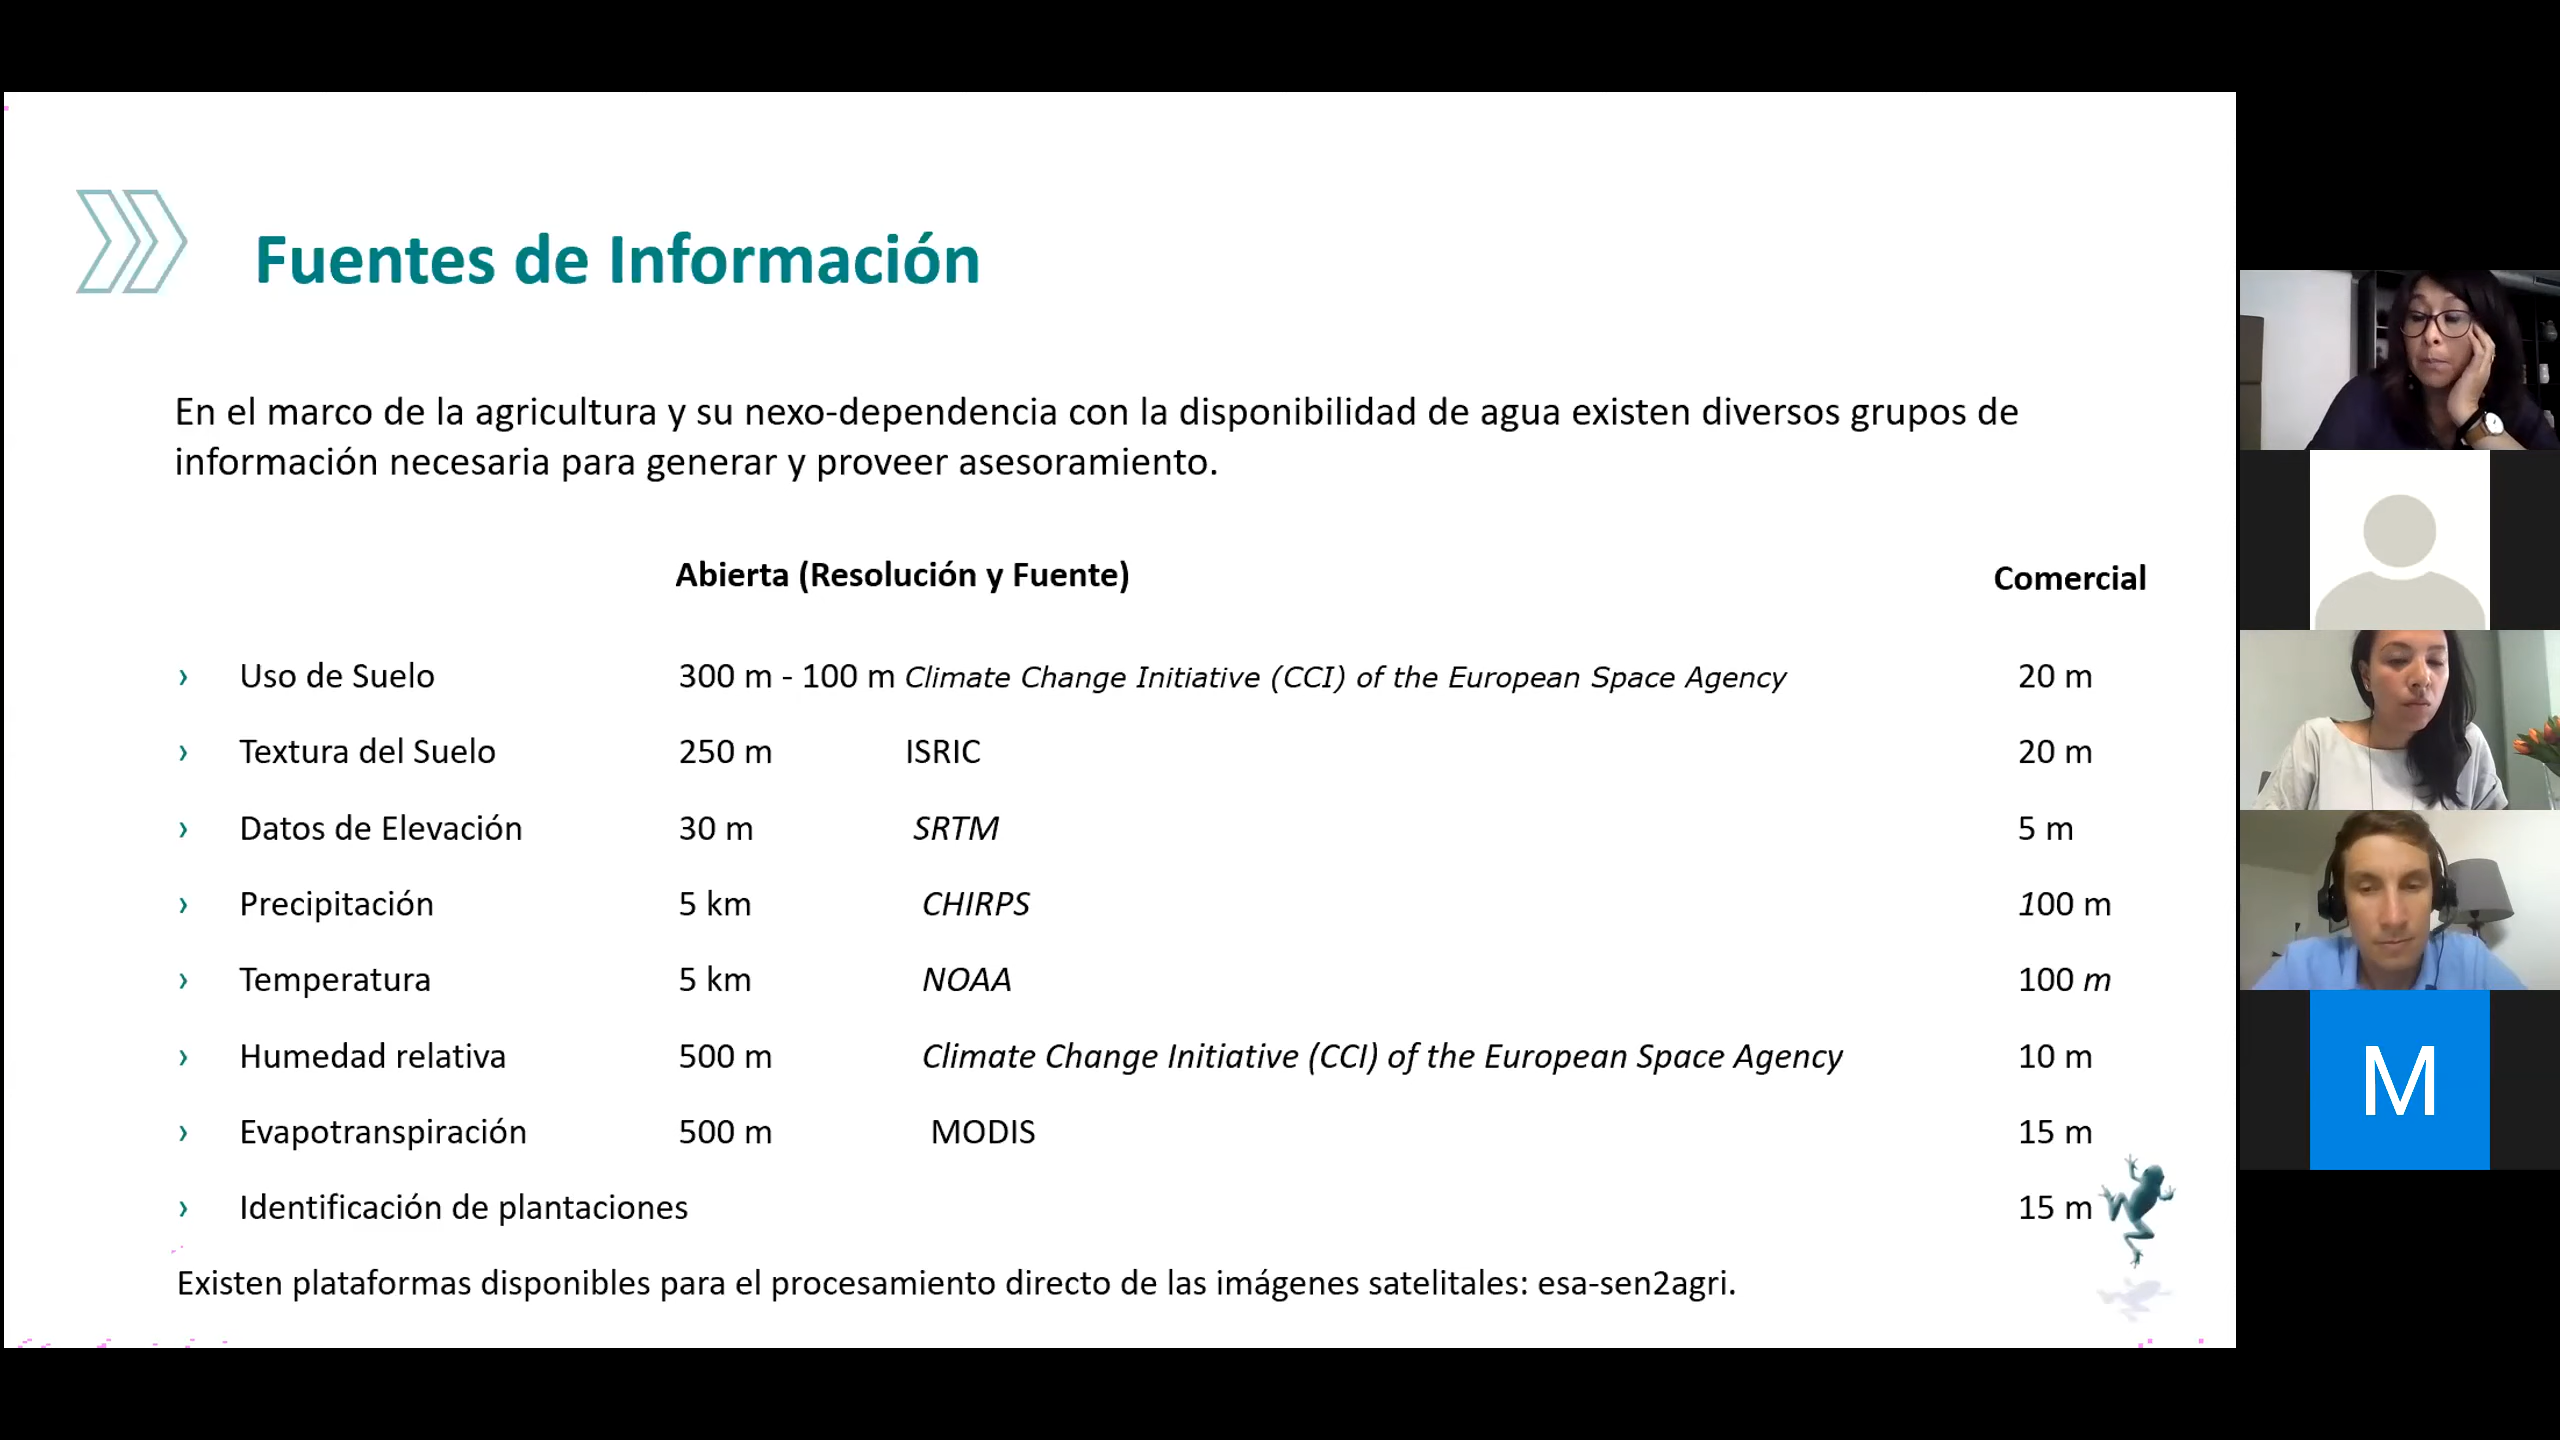 Fuentes de Información
En el marco de la agricultura y su nexo-dependencia con la disponibilidad de agua existen diversos grupos de
información necesaria para generar y proveer asesoramiento.
Abierta (Resolución y Fuente) Comercial
› Uso de Suelo 300 m - 100 m Climate Change Initiative (CCI) of the European Space Agency 20 m
› Textura del Suelo 250 m ISRIC 20 m
› Datos de Elevación 30 m SRTM 5 m
› Precipitación 5 km CHIRPS 100 m
› Temperatura 5 km NOAA 100 m
› Humedad relativa 500 m Climate Change Initiative (CCI) of the European Space Agency 10 m
› Evapotranspiración 500 m MODIS 15 m
› Identificación de plantaciones 15 m
Existen plataformas disponibles para el procesamiento directo de las imágenes satelitales: esa-sen2agri.
M